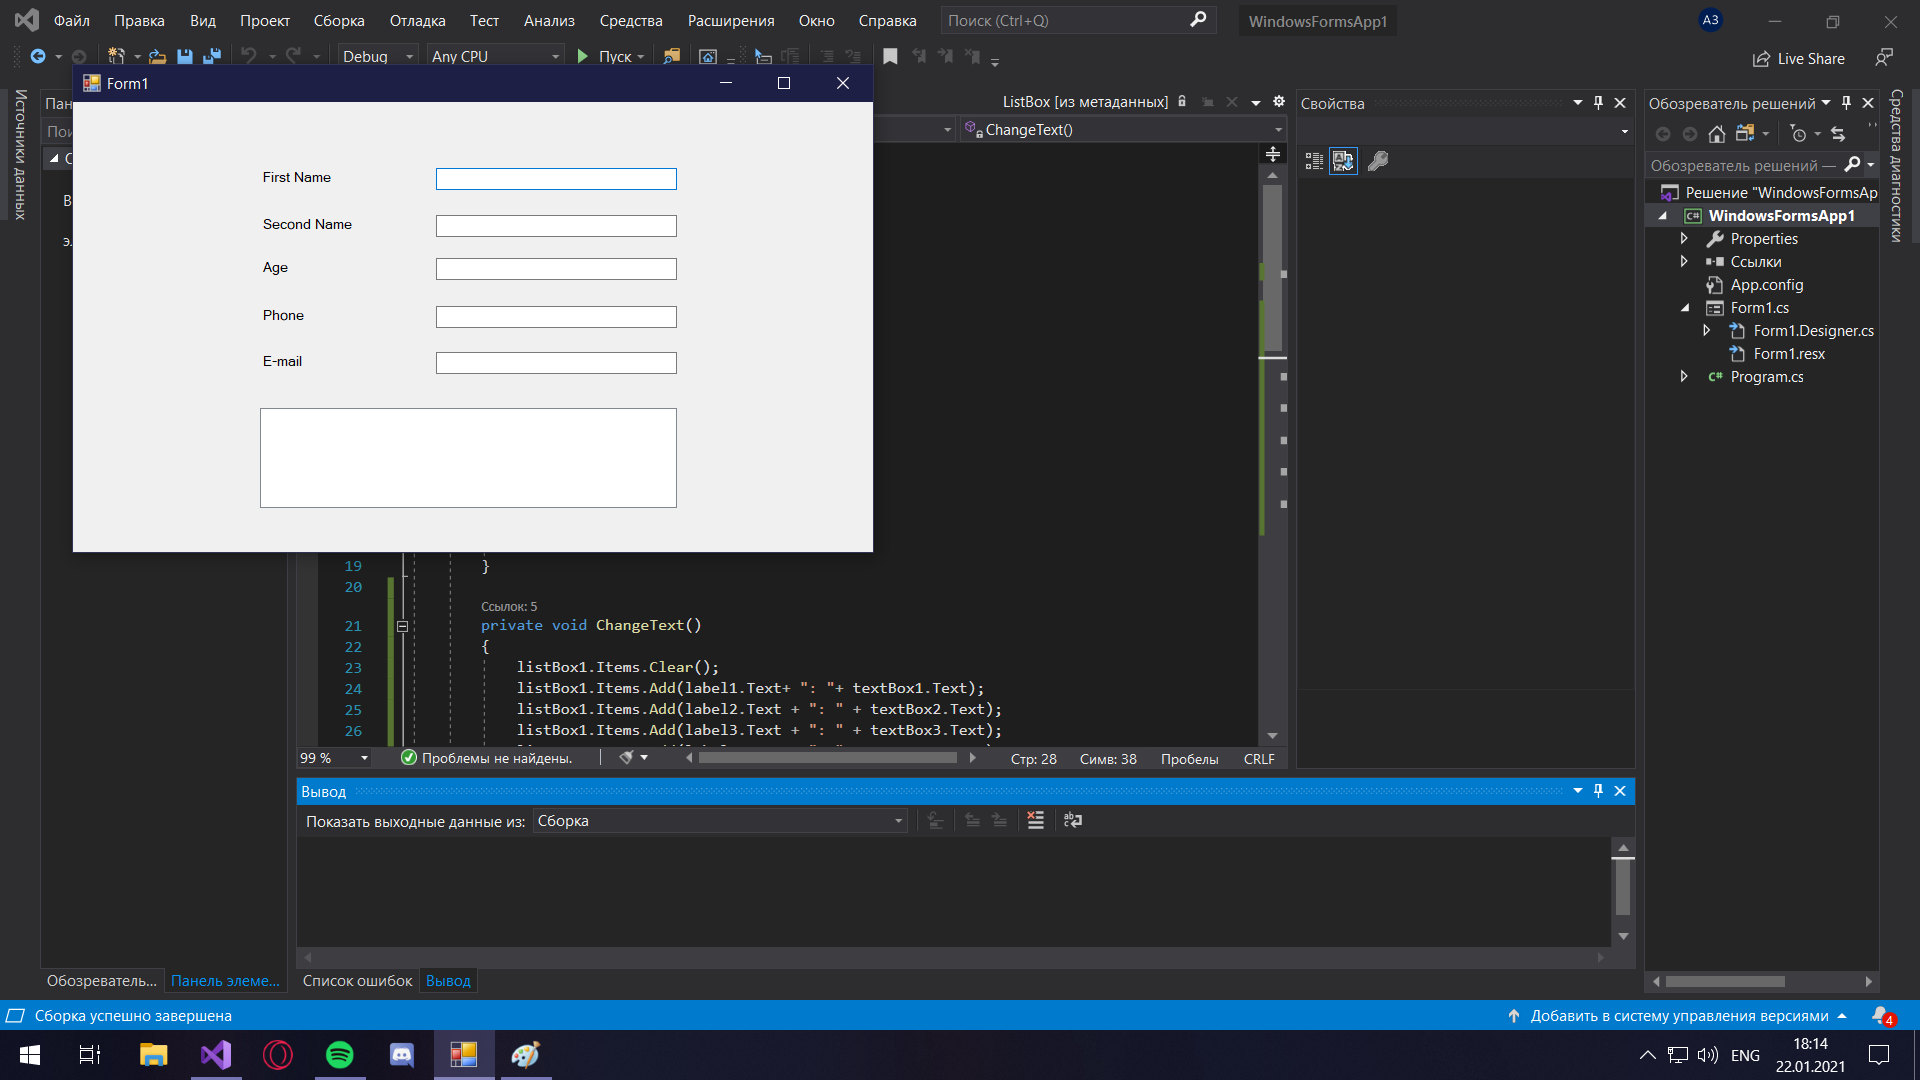 Файл Правка Вид Проект Сборка Отладка Тест Анализ Средства Расширения Окно Справка Поиск (Ctrl+Q) WindowsFormsApp1 АЗ
Debug Any CPU Пуск Live Share
Form1
First Name
Second Name
Age
Phone
E-mail
Источники данных
Пан
Пои
С
В
э.
ListBox [из метаданных]
ChangeText()
19 }
20
Ссылок: 5
21 private void ChangeText()
22 {
23 listBox1.Items.Clear();
24 listBox1.Items.Add(label1.Text+ ": "+ textBox1.Text);
25 listBox1.Items.Add(label2.Text + ": " + textBox2.Text);
26 listBox1.Items.Add(label3.Text + ": " + textBox3.Text);
99 % Проблемы не найдены. Стр: 28 Симв: 38 Пробелы CRLF
Свойства
Обозреватель решений
Обозреватель решений —
Решение "WindowsFormsAp
C# WindowsFormsApp1
Properties
Ссылки
App.config
Form1.cs
Form1.Designer.cs
Form1.resx
C# Program.cs
Средства диагностики
Вывод
Показать выходные данные из: Сборка
Обозреватель... Панель элеме... Список ошибок Вывод
Сборка успешно завершена Добавить в систему управления версиями 4
ENG 18:14
22.01.2021